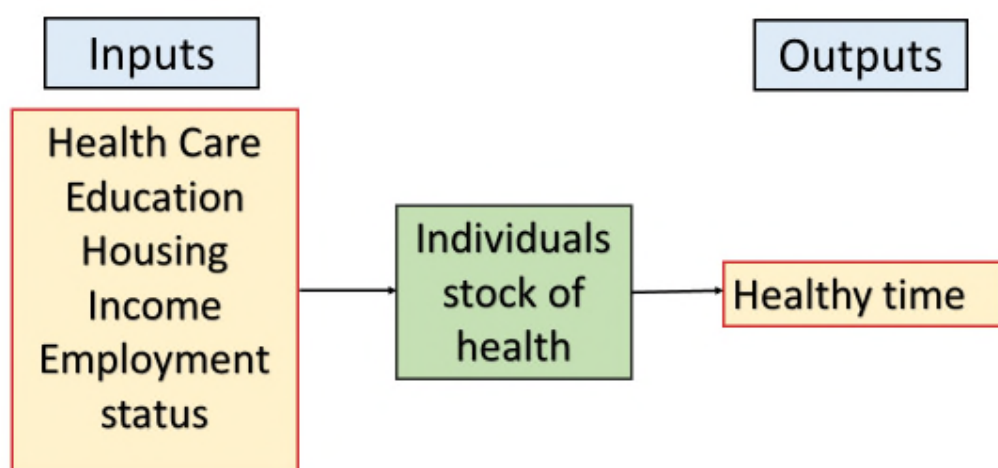 Inputs
Outputs
Health Care
Education
Housing
Income
Employment
status
Individuals
stock of
health
Healthy time